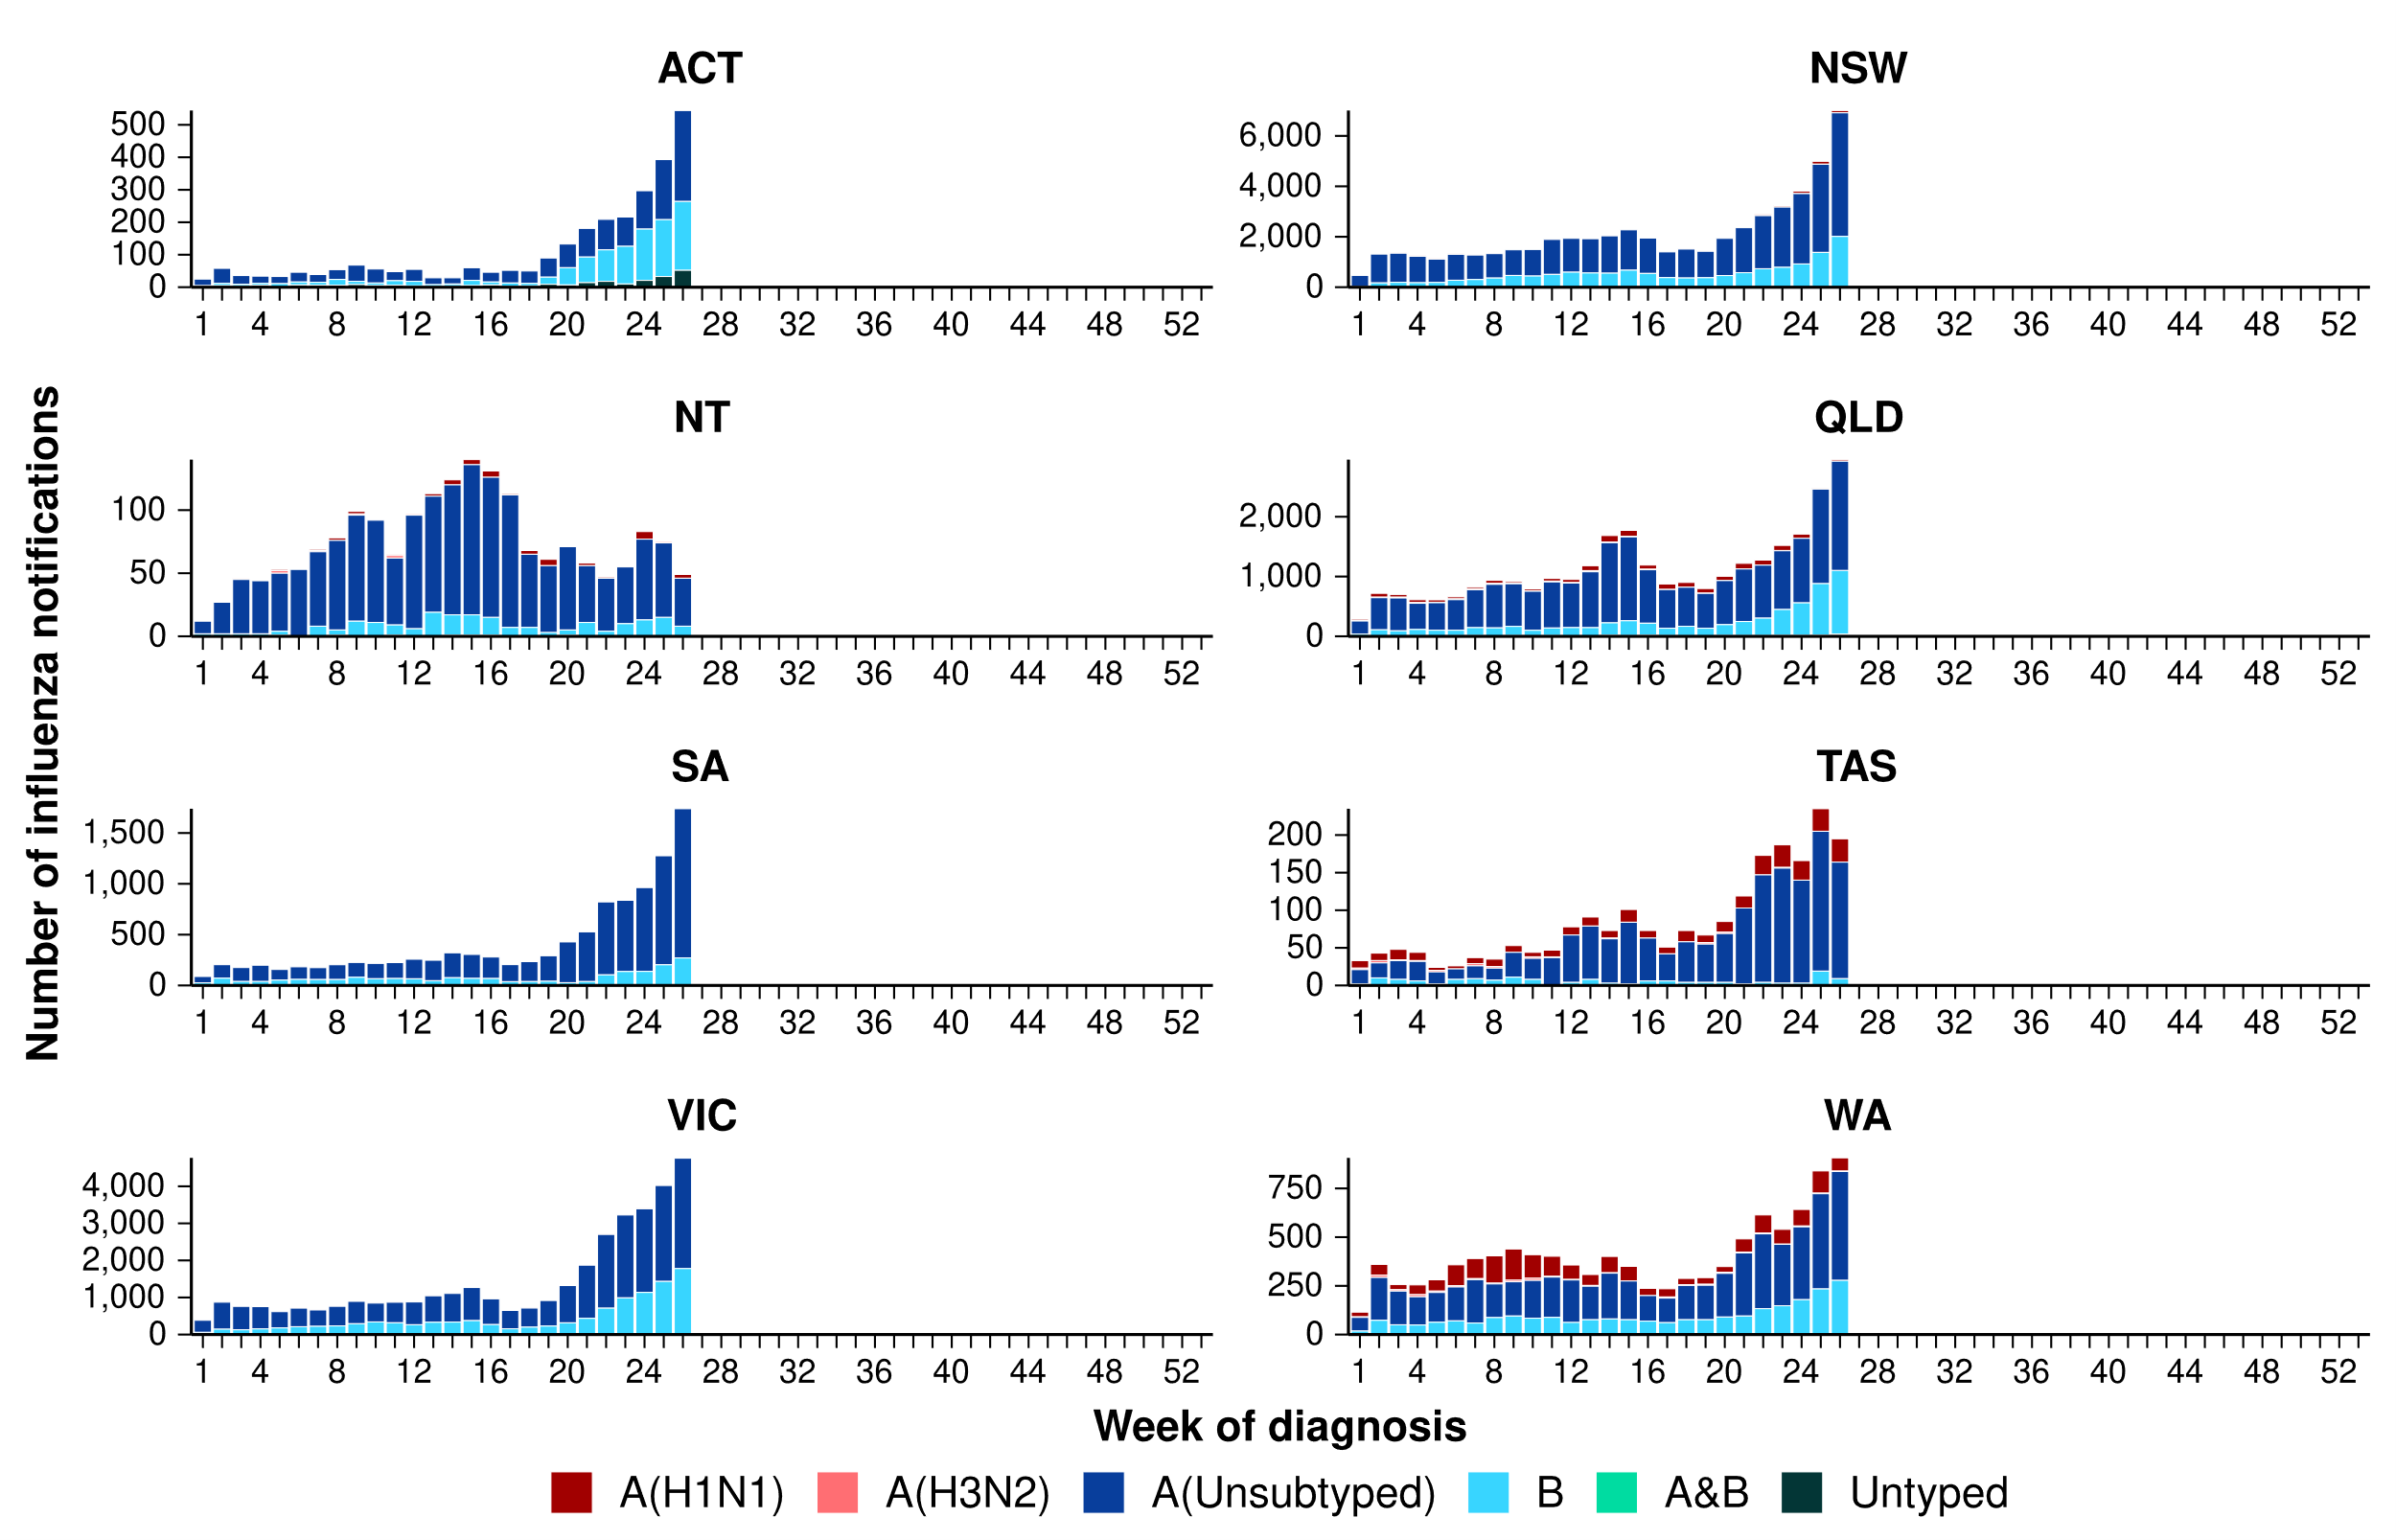 ACT
NSW
500
400
300
200
100
0
1 4 8 12 16 20 24 28 32 36 40 44 48 52
6,000
4,000
2,000
0
1 4 8 12 16 20 24 28 32 36 40 44 48 52
NT
QLD
100
50
0
1 4 8 12 16 20 24 28 32 36 40 44 48 52
2,000
1,000
0
1 4 8 12 16 20 24 28 32 36 40 44 48 52
Number of influenza notifications
SA
TAS
1,500
1,000
500
0
1 4 8 12 16 20 24 28 32 36 40 44 48 52
200
150
100
50
0
1 4 8 12 16 20 24 28 32 36 40 44 48 52
VIC
WA
4,000
3,000
2,000
1,000
0
1 4 8 12 16 20 24 28 32 36 40 44 48 52
750
500
250
0
1 4 8 12 16 20 24 28 32 36 40 44 48 52
Week of diagnosis
A(H1N1) A(H3N2) A(Unsubtyped) B A&B Untyped